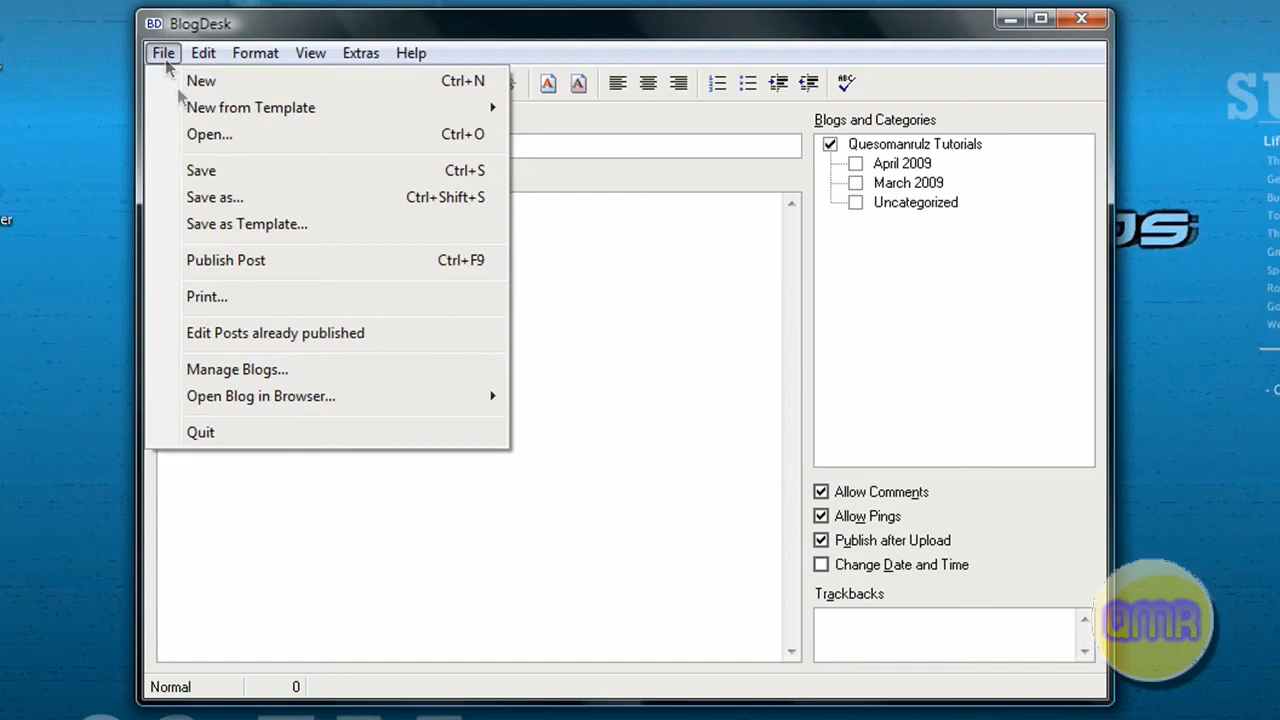 BD BlogDesk
File Edit Format View Extras Help
New Ctrl+N
New from Template
Open... Ctrl+O
Save Ctrl+S
Save as... Ctrl+Shift+S
Save as Template...
Publish Post Ctrl+F9
Print...
Edit Posts already published
Manage Blogs...
Open Blog in Browser...
Quit
ABC
Blogs and Categories
Quesomanrulz Tutorials
April 2009
March 2009
Uncategorized
Allow Comments
Allow Pings
Publish after Upload
Change Date and Time
Trackbacks
Normal 0
QMR